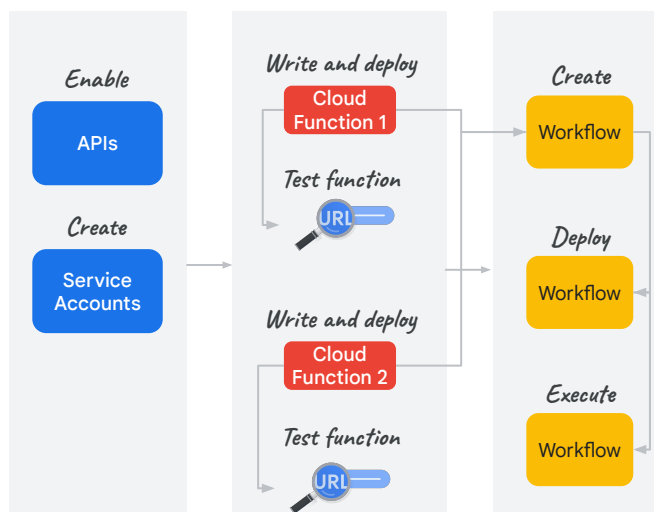 Enable
APIs
Create
Service
Accounts
Write and deploy
Cloud
Function 1
Test function
URL
Write and deploy
Cloud
Function 2
Test function
URL
Create
Workflow
Deploy
Workflow
Execute
Workflow